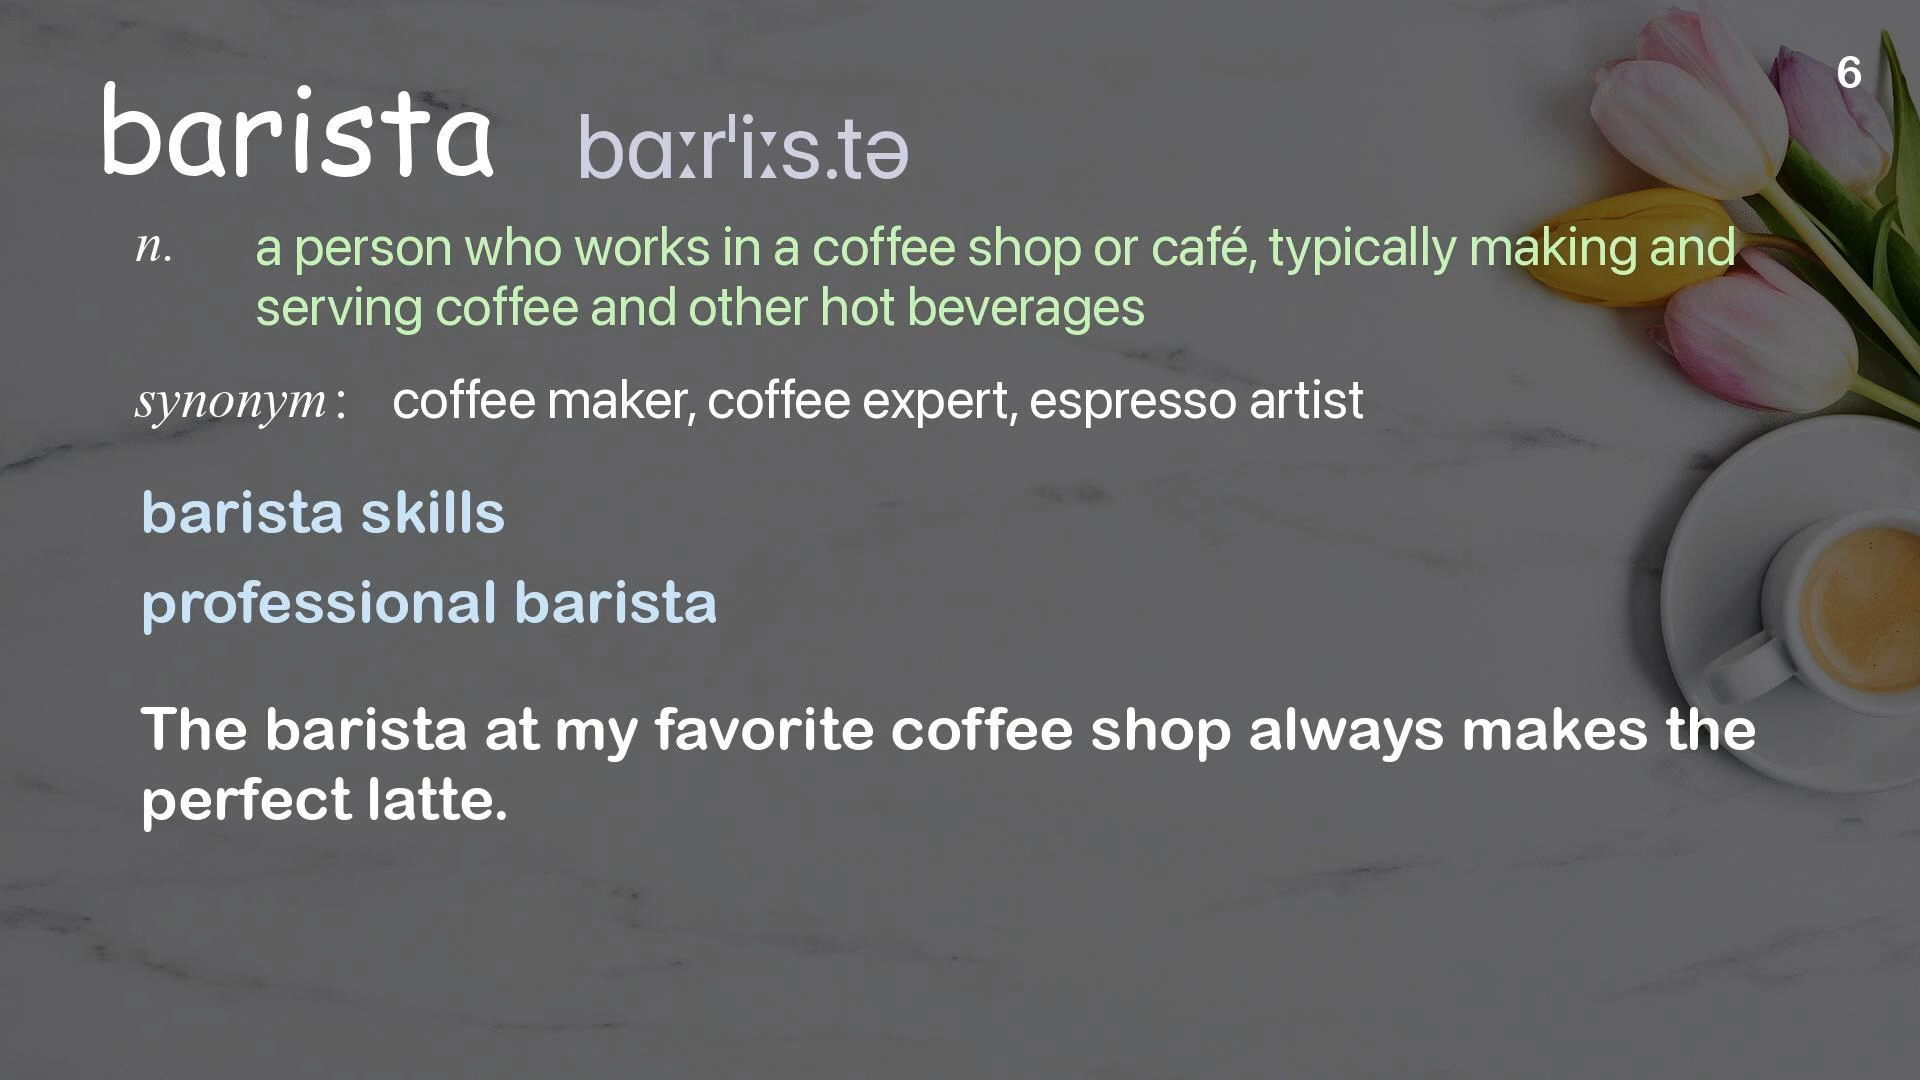 6
barista bɑːrˈiːs.tə
n. a person who works in a coffee shop or café, typically making and
serving coffee and other hot beverages
synonym: coffee maker, coffee expert, espresso artist
barista skills
professional barista
The barista at my favorite coffee shop always makes the
perfect latte.